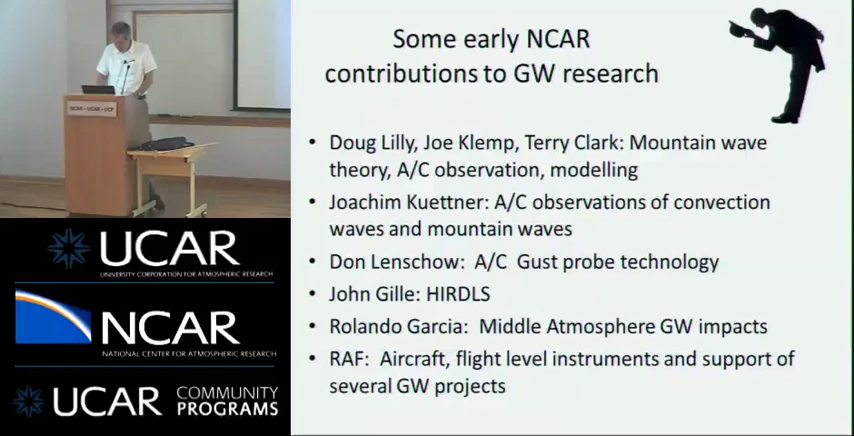 Some early NCAR
contributions to GW research
• Doug Lilly, Joe Klemp, Terry Clark: Mountain wave
theory, A/C observation, modelling
• Joachim Kuettner: A/C observations of convection
waves and mountain waves
• Don Lenschow: A/C Gust probe technology
• John Gille: HIRDLS
• Rolando Garcia: Middle Atmosphere GW impacts
• RAF: Aircraft, flight level instruments and support of
several GW projects
NCAR • UCAR • UCP
UCAR
UNIVERSITY CORPORATION FOR ATMOSPHERIC RESEARCH
NCAR
NATIONAL CENTER FOR ATMOSPHERIC RESEARCH
UCAR COMMUNITY
PROGRAMS